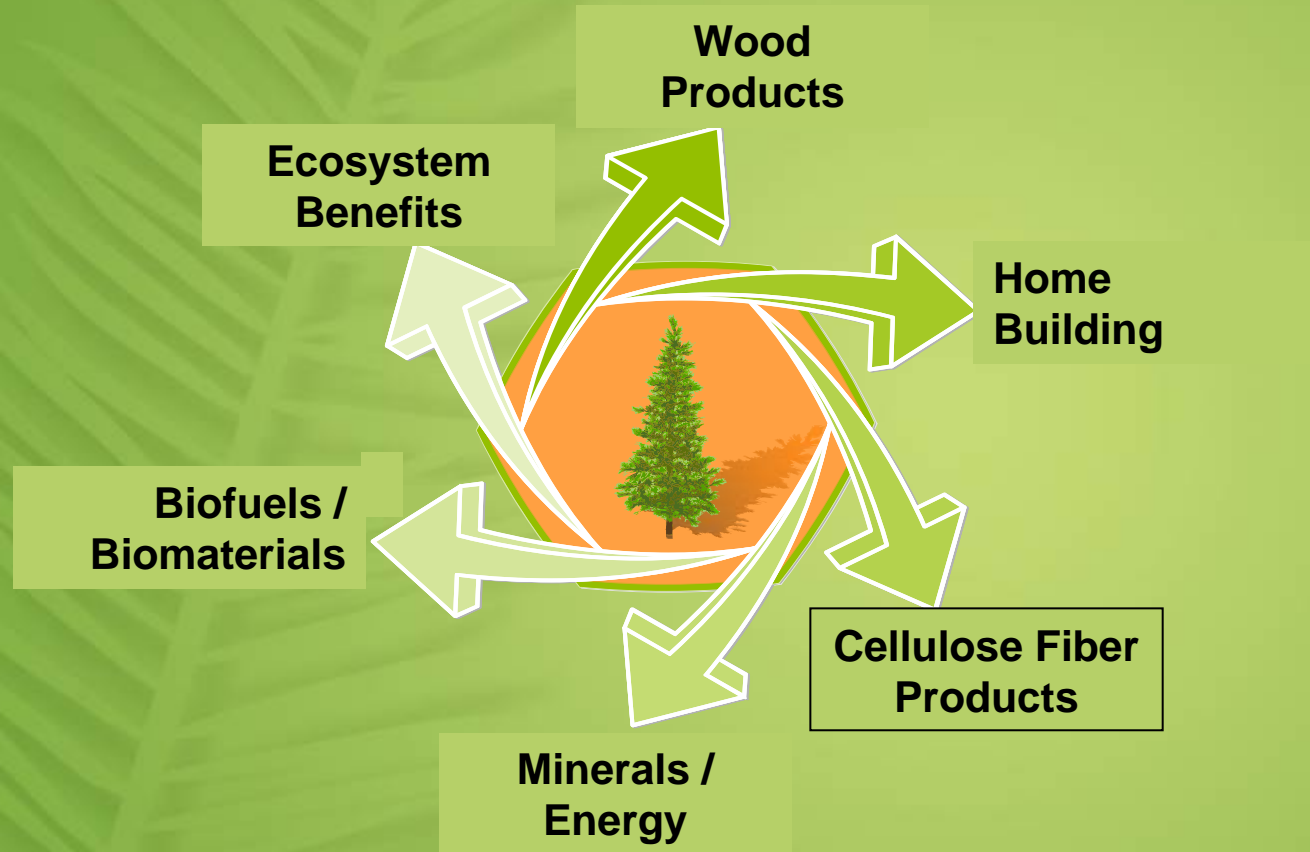 Wood
Products
Ecosystem
Benefits
Home
Building
Biofuels /
Biomaterials
Cellulose Fiber
Products
Minerals /
Energy